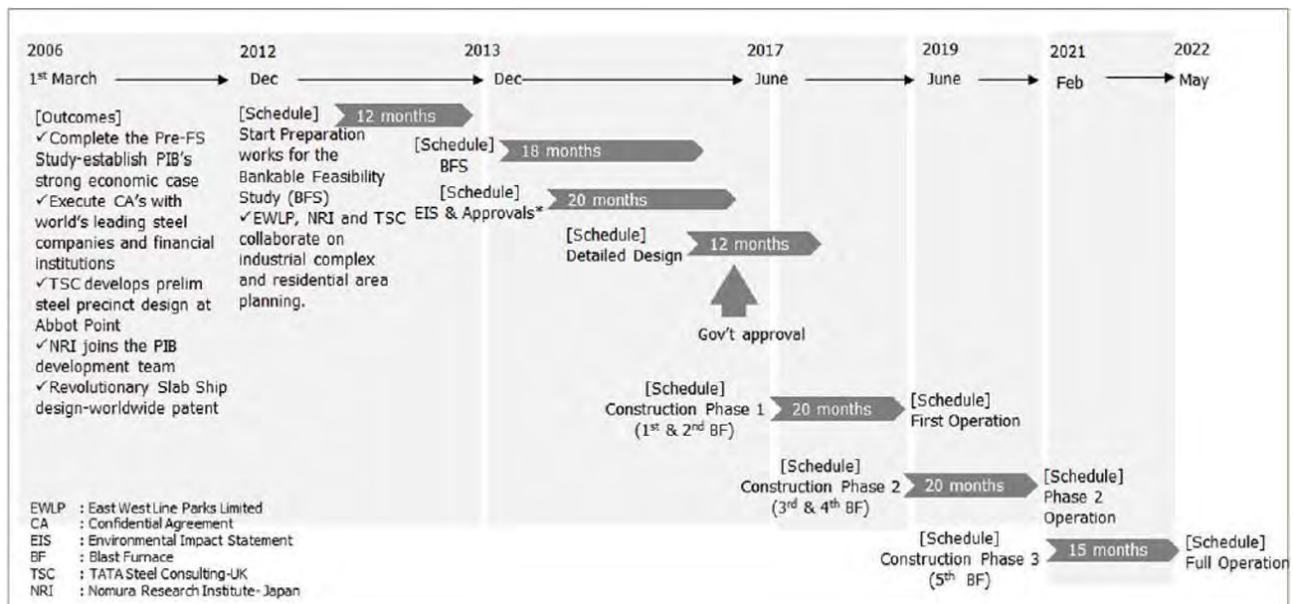 2006
1st March
2012
Dec
2013
Dec
2017
June
2019
June
2021
Feb
2022
May
[Outcomes]
✓Complete the Pre-FS
Study-establish PIB's
strong economic case
✓Execute CA's with
world's leading steel
companies and financial
institutions
✓TSC develops prelim
steel precinct design at
Abbot Point
✓NRI joins the PIB
development team
✓Revolutionary Slab Ship
design-worldwide patent
[Schedule]
12 months
Start Preparation
works for the
Bankable Feasibility
Study (BFS)
✓EWLP, NRI and TSC
collaborate on
industrial complex
and residential area
planning.
[Schedule]
BFS
18 months
[Schedule]
EIS & Approvals*
20 months
[Schedule]
Detailed Design
12 months
Gov't approval
[Schedule]
Construction Phase 1
(1st & 2nd BF)
20 months
[Schedule]
First Operation
[Schedule]
Construction Phase 2
(3rd & 4th BF)
20 months
[Schedule]
Phase 2
Operation
[Schedule]
Construction Phase 3
(5th BF)
15 months
[Schedule]
Full Operation
EWLP : East West Line Parks Limited
CA : Confidential Agreement
EIS : Environmental Impact Statement
BF : Blast Furnace
TSC : TATA Steel Consulting-UK
NRI : Nomura Research Institute-Japan